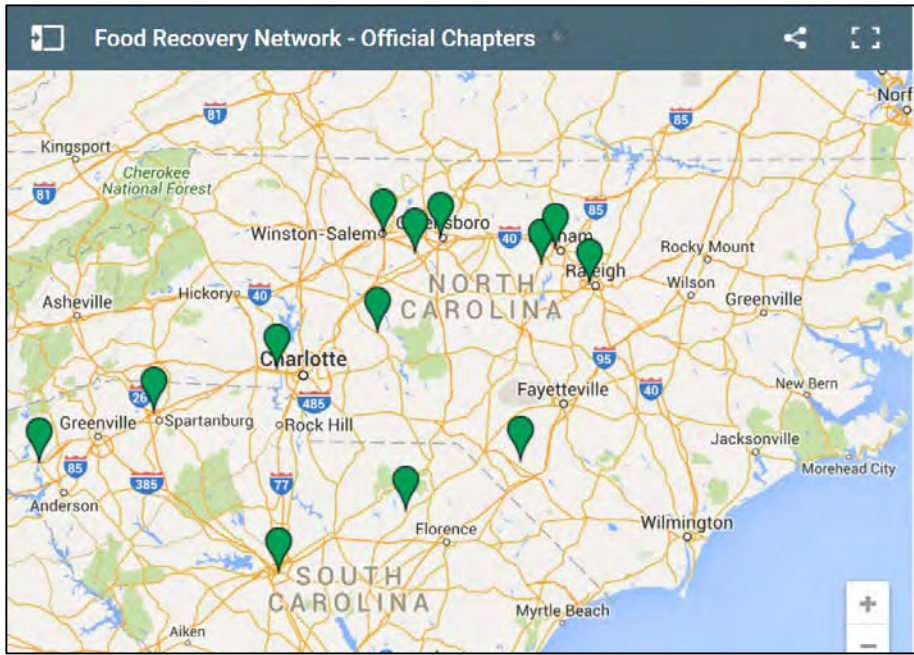 Food Recovery Network - Official Chapters
Norf
81
85
Kingsport
Cherokee
National Forest
81
85
Winston-Salem
Rocky Mount
40
Raleigh
NORTH
CAROLINA
Wilson
Hickory
40
Greenville
Asheville
Charlotte
95
New Bern
26
485
Fayetteville
40
Greenville
Spartanburg
Rock Hill
Jacksonville
85
Morehead City
385
77
Anderson
Florence
Wilmington
SOUTH
CAROLINA
Myrtle Beach
Aiken